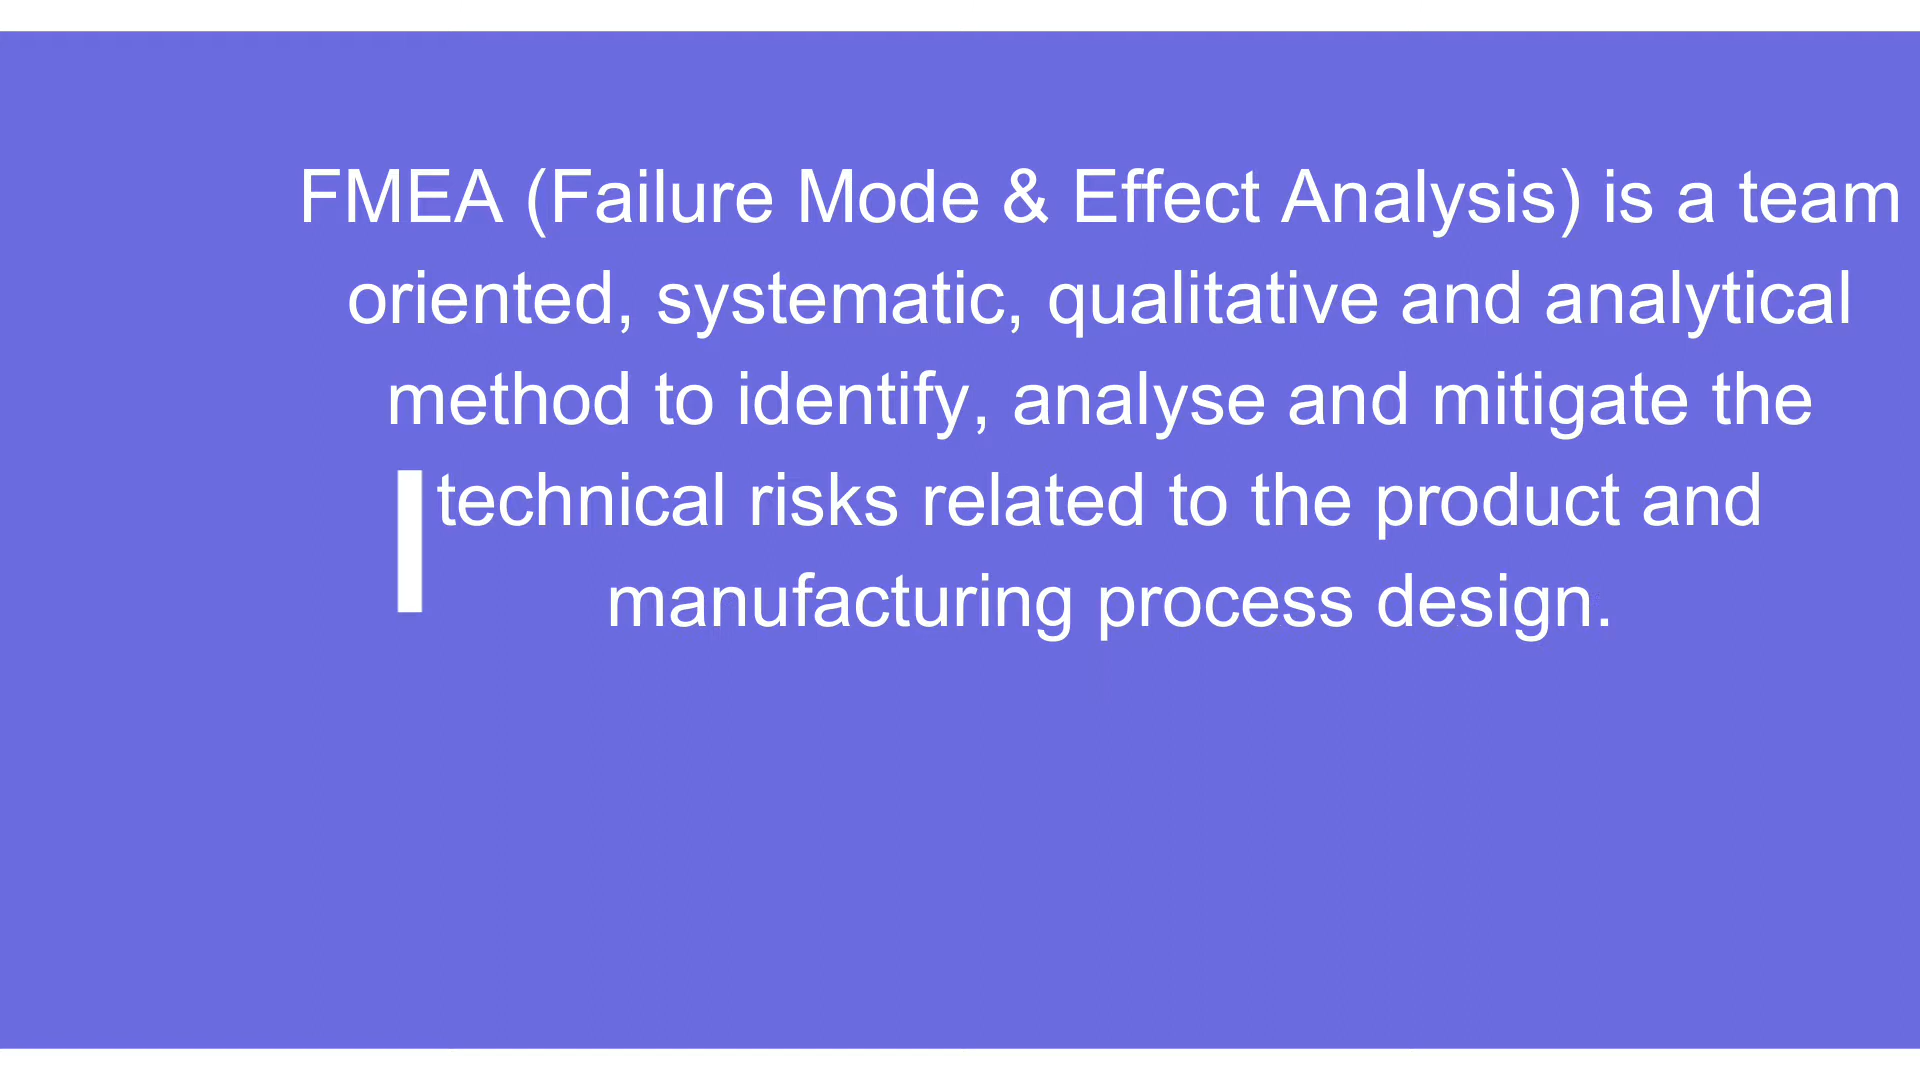 FMEA (Failure Mode & Effect Analysis) is a team
oriented, systematic, qualitative and analytical
method to identify, analyse and mitigate the
technical risks related to the product and
manufacturing process design.